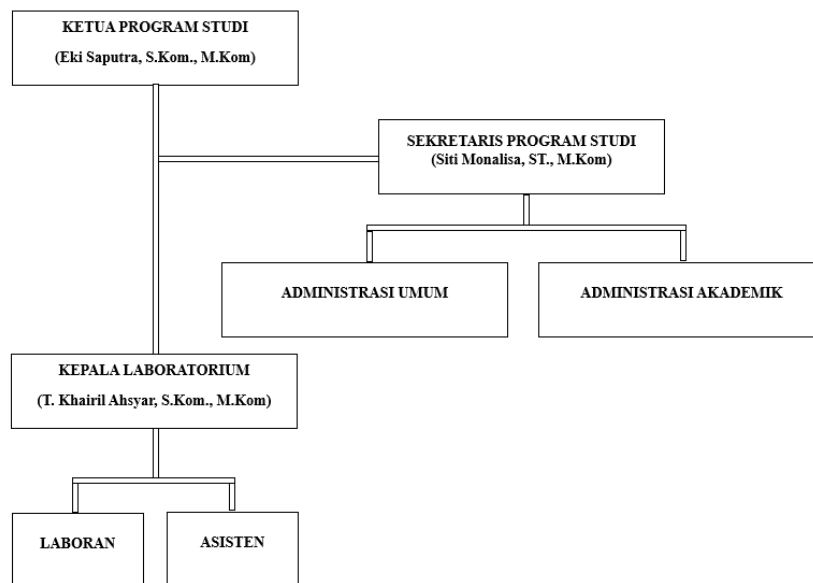 KETUA PROGRAM STUDI
(Eki Saputra, S.Kom., M.Kom)
SEKRETARIS PROGRAM STUDI
(Siti Monalisa, ST., M.Kom)
ADMINISTRASI UMUM
ADMINISTRASI AKADEMIK
KEPALA LABORATORIUM
(T. Khairil Ahsyar, S.Kom., M.Kom)
LABORAN
ASISTEN